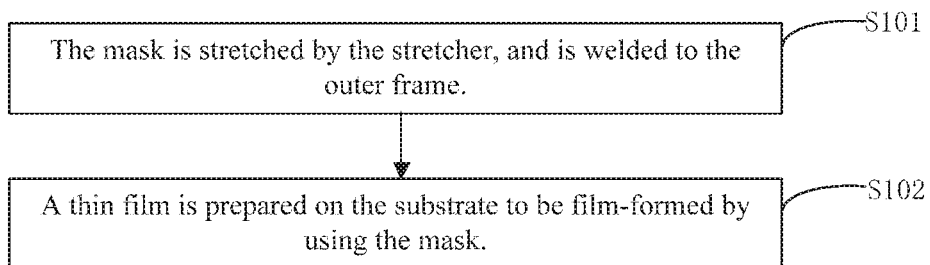 S101
The mask is stretched by the stretcher, and is welded to the
outer frame.
S102
A thin film is prepared on the substrate to be film-formed by
using the mask.